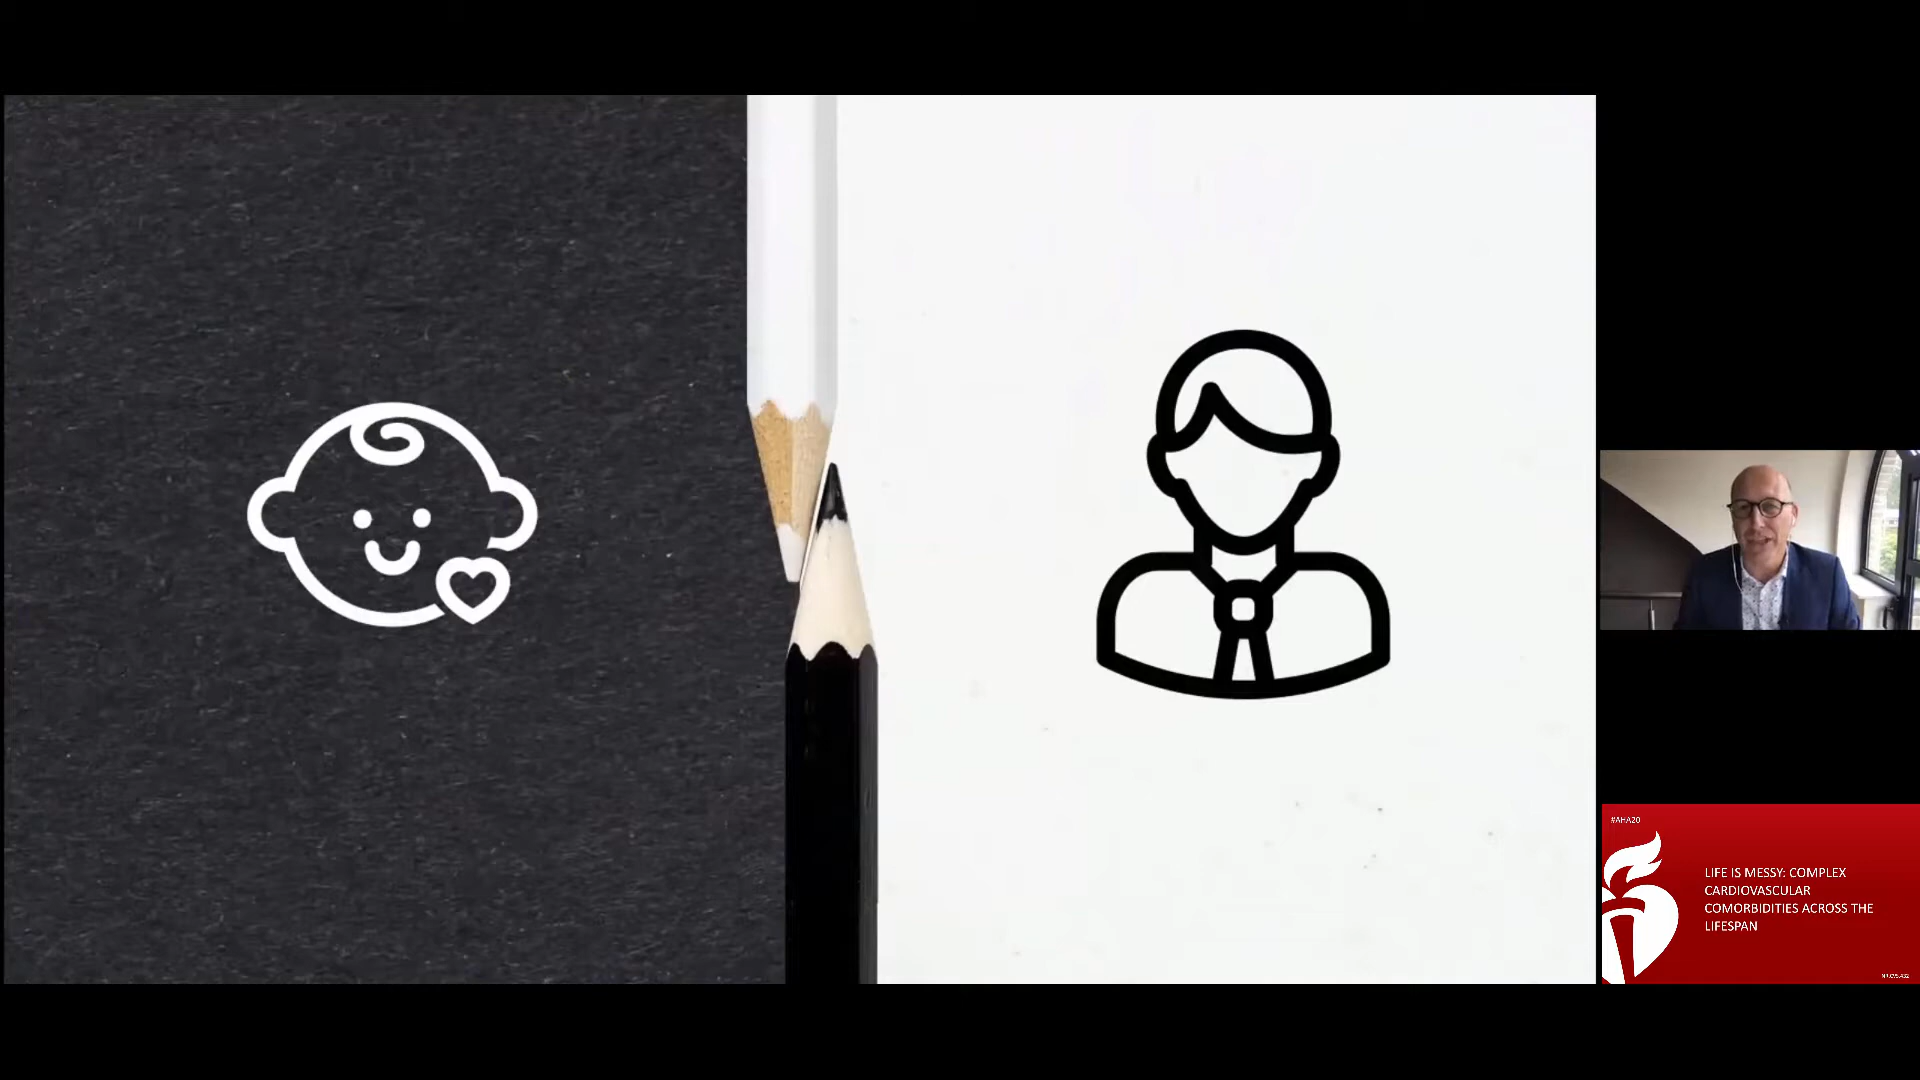 #AHA20
LIFE IS MESSY: COMPLEX
CARDIOVASCULAR
COMORBIDITIES ACROSS THE
LIFESPAN